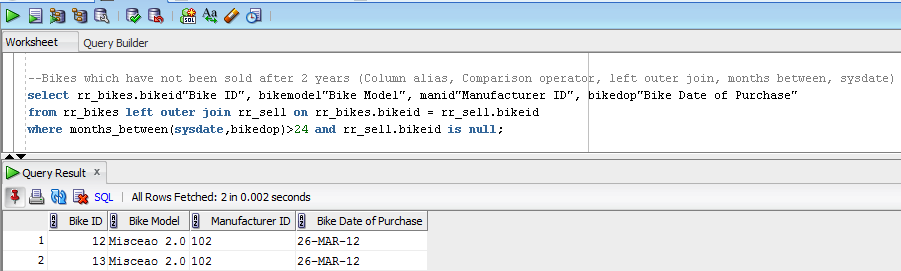 Worksheet Query Builder
--Bikes which have not been sold after 2 years (Column alias, Comparison operator, left outer join, months between, sysdate)
select rr_bikes.bikeid"Bike ID", bikemodel"Bike Model", manid"Manufacturer ID", bikedop"Bike Date of Purchase"
from rr_bikes left outer join rr_sell on rr_bikes.bikeid = rr_sell.bikeid
where months_between(sysdate,bikedop)>24 and rr_sell.bikeid is null;
Query Result x
SQL | All Rows Fetched: 2 in 0.002 seconds
Bike ID Bike Model Manufacturer ID Bike Date of Purchase
1 12 Misceao 2.0 102 26-MAR-12
2 13 Misceao 2.0 102 26-MAR-12